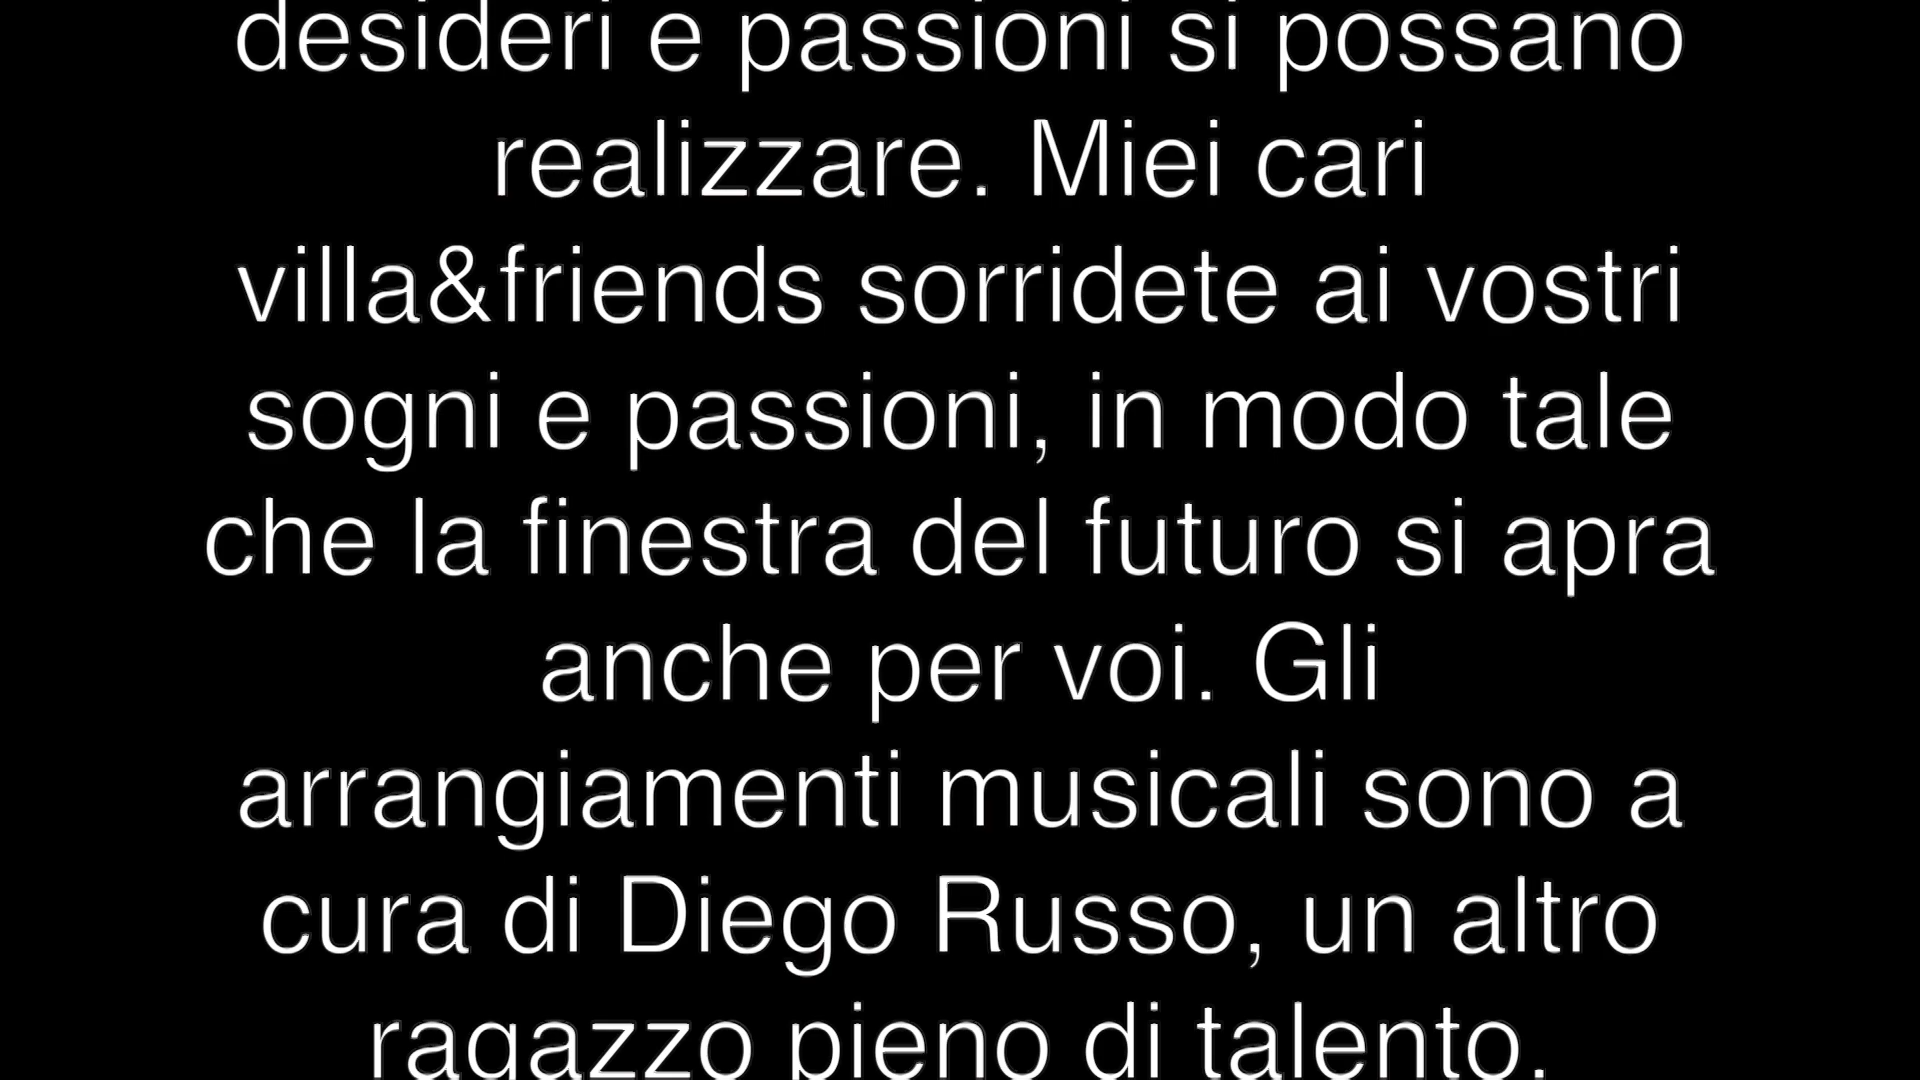 desideri e passioni si possano
realizzare. Miei cari
villa&friends sorridete ai vostri
sogni e passioni, in modo tale
che la finestra del futuro si apra
anche per voi. Gli
arrangiamenti musicali sono a
cura di Diego Russo, un altro
ragazzo pieno di talento.